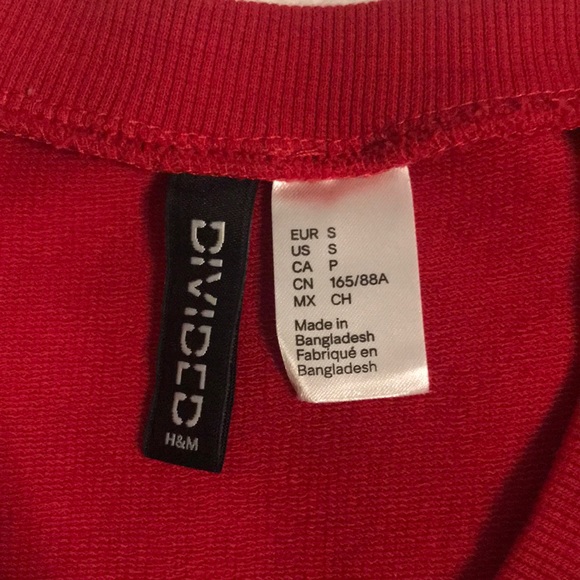 DIVIDED
H&M
EUR S
US S
CA P
CN 165/88A
MX CH
Made in
Bangladesh
Fabriqué en
Bangladesh